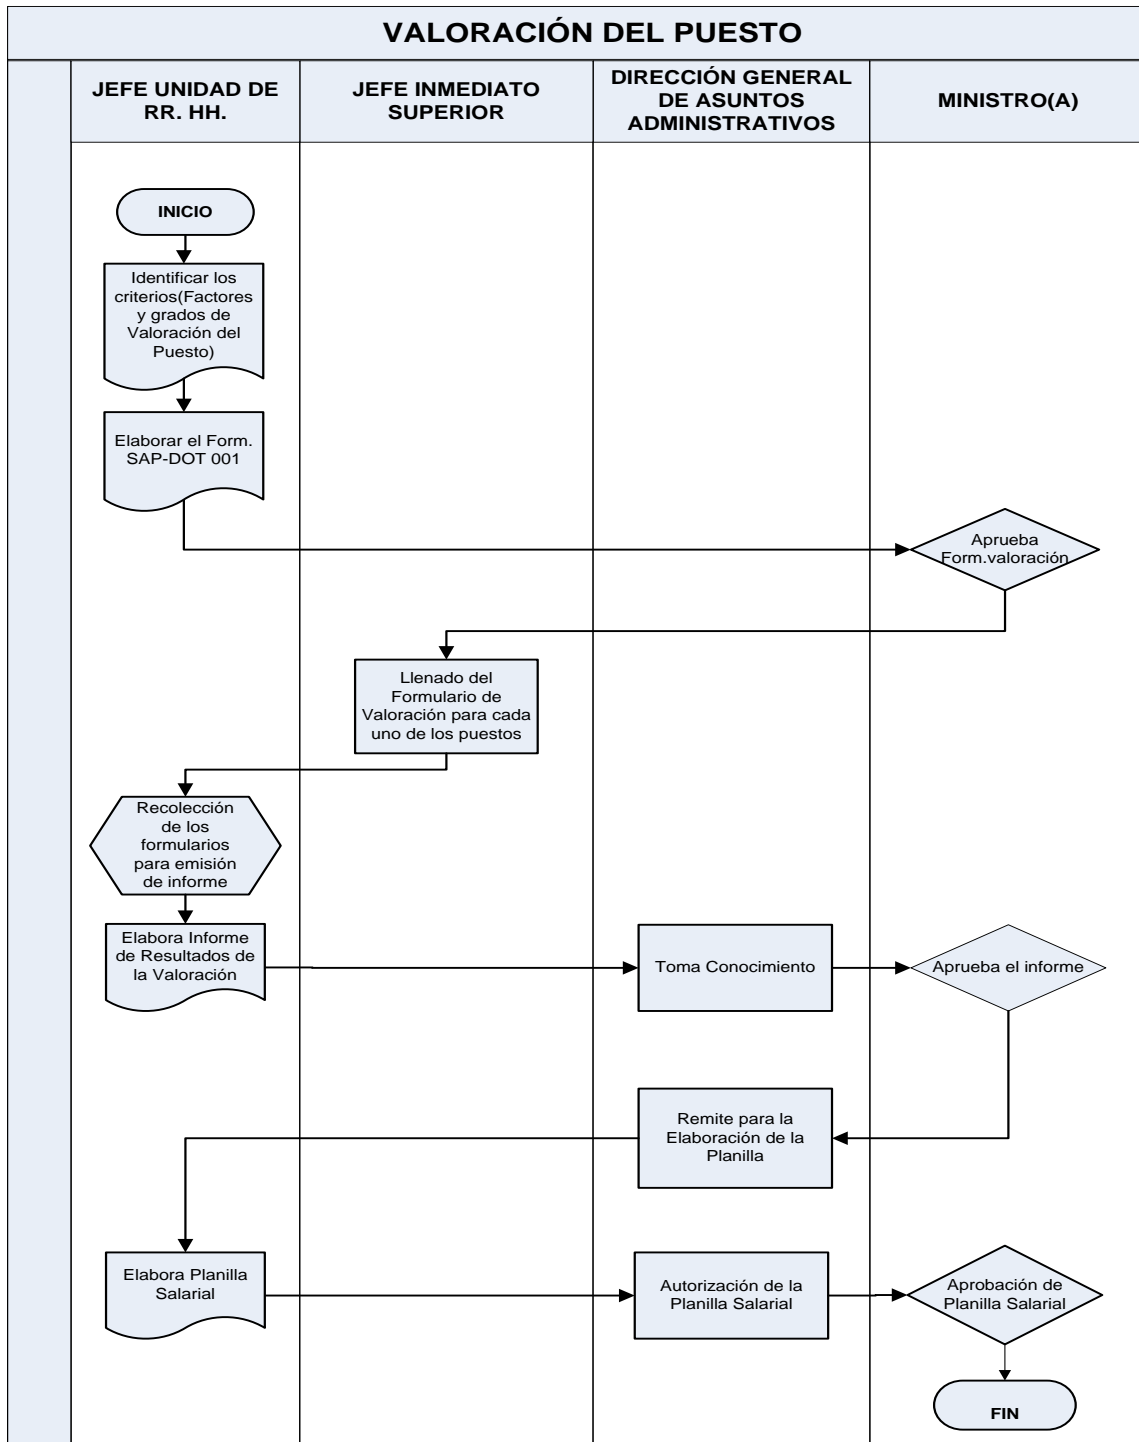 VALORACIÓN DEL PUESTO
JEFE UNIDAD DE
RR. HH.
JEFE INMEDIATO
SUPERIOR
DIRECCIÓN GENERAL
DE ASUNTOS
ADMINISTRATIVOS
MINISTRO(A)
INICIO
Identificar los
criterios(Factores
y grados de
Valoración del
Puesto)
Elaborar el Form.
SAP-DOT 001
Aprueba
Form.valoración
Llenado del
Formulario de
Valoración para cada
uno de los puestos
Recolección
de los
formularios
para emisión
de informe
Elabora Informe
de Resultados de
la Valoración
Toma Conocimiento
Aprueba el informe
Remite para la
Elaboración de la
Planilla
Elabora Planilla
Salarial
Autorización de la
Planilla Salarial
Aprobación de
Planilla Salarial
FIN